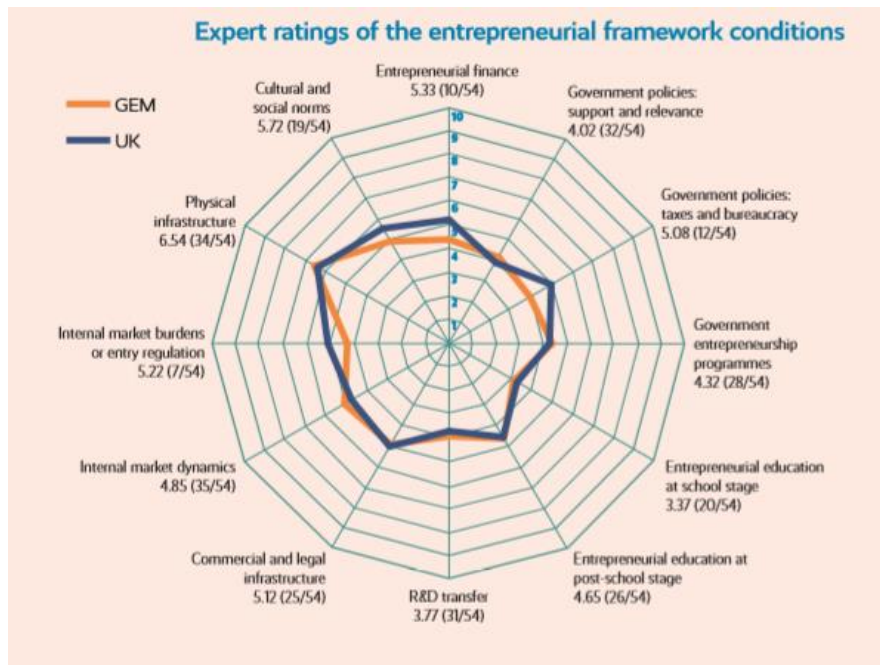 Expert ratings of the entrepreneurial framework conditions
GEM
UK
Entrepreneurial finance
5.33 (10/54)
Government policies:
support and relevance
4.02 (32/54)
Government policies:
taxes and bureaucracy
5.08 (12/54)
Government
entrepreneurship
programmes
4.32 (28/54)
Entrepreneurial education
at school stage
3.37 (20/54)
Entrepreneurial education at
post-school stage
4.65 (26/54)
R&D transfer
3.77 (31/54)
Commercial and legal
infrastructure
5.12 (25/54)
Internal market dynamics
4.85 (35/54)
Internal market burdens
or entry regulation
5.22 (7/54)
Physical
infrastructure
6.54 (34/54)
Cultural and
social norms
5.72 (19/54)
10
9
8
7
6
5
4
3
2
1